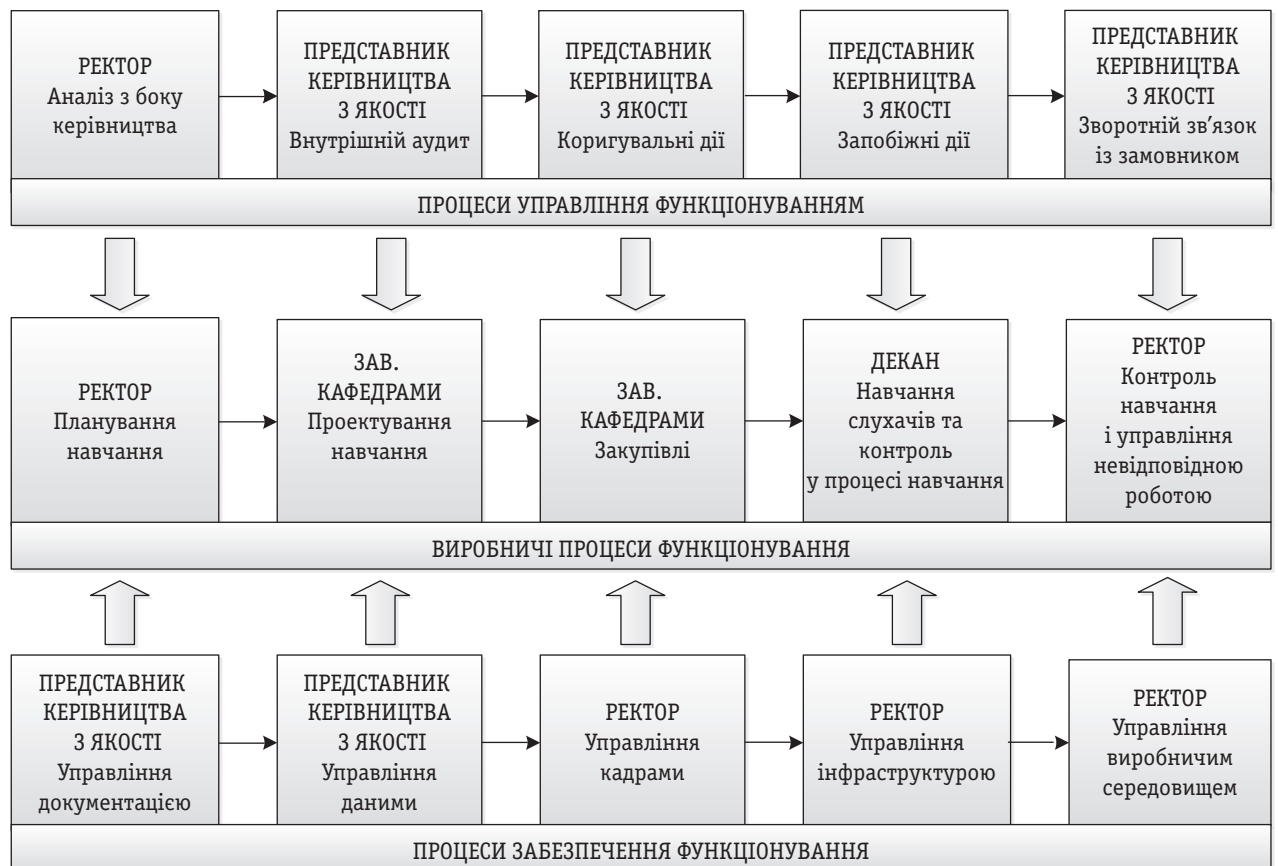 РЕКТОР
Аналіз з боку
керівництва
ПРЕДСТАВНИК
КЕРІВНИЦТВА
З ЯКОСТІ
Внутрішній аудит
ПРЕДСТАВНИК
КЕРІВНИЦТВА
З ЯКОСТІ
Коригувальні дії
ПРЕДСТАВНИК
КЕРІВНИЦТВА
З ЯКОСТІ
Запобіжні дії
ПРЕДСТАВНИК
КЕРІВНИЦТВА
З ЯКОСТІ
Зворотній зв’язок
із замовником
ПРОЦЕСИ УПРАВЛІННЯ ФУНКЦІОНУВАННЯМ
РЕКТОР
Планування
навчання
ЗАВ.
КАФЕДРАМИ
Проектування
навчання
ЗАВ.
КАФЕДРАМИ
Закупівлі
ДЕКАН
Навчання
слухачів та
контроль
у процесі навчання
РЕКТОР
Контроль
навчання
і управління
невідповідною
роботою
ВИРОБНИЧІ ПРОЦЕСИ ФУНКЦІОНУВАННЯ
ПРЕДСТАВНИК
КЕРІВНИЦТВА
З ЯКОСТІ
Управління
документацією
ПРЕДСТАВНИК
КЕРІВНИЦТВА
З ЯКОСТІ
Управління
даними
РЕКТОР
Управління
кадрами
РЕКТОР
Управління
інфраструктурою
РЕКТОР
Управління
виробничим
середовищем
ПРОЦЕСИ ЗАБЕЗПЕЧЕННЯ ФУНКЦІОНУВАННЯ